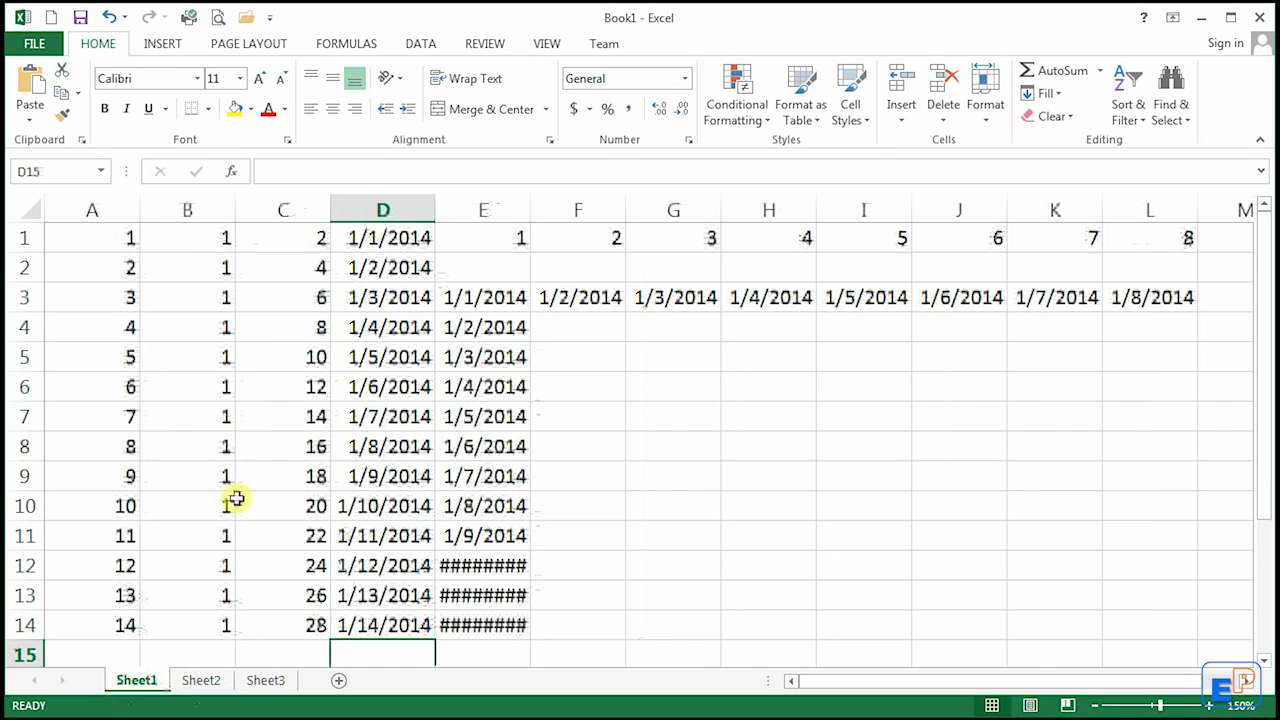 Book1 - Excel
?
FILE HOME INSERT PAGE LAYOUT FORMULAS DATA REVIEW VIEW Team Sign in
Calibri 11 A A Wrap Text General AutoSum
Paste B I U A Merge & Center $ % , Conditional Formatting Format as Table Cell Styles Insert Delete Format Fill Sort & Filter Find & Select
Clear
Clipboard Font Alignment Number Styles Cells Editing
D15 fx
A B C D E F G H I J K L M
1 1 1 2 1/1/2014 1 2 3 4 5 6 7 8
2 2 1 4 1/2/2014
3 3 1 6 1/3/2014 1/1/2014 1/2/2014 1/3/2014 1/4/2014 1/5/2014 1/6/2014 1/7/2014 1/8/2014
4 4 1 8 1/4/2014 1/2/2014
5 5 1 10 1/5/2014 1/3/2014
6 6 1 12 1/6/2014 1/4/2014
7 7 1 14 1/7/2014 1/5/2014
8 8 1 16 1/8/2014 1/6/2014
9 9 1 18 1/9/2014 1/7/2014
10 10 1 20 1/10/2014 1/8/2014
11 11 1 22 1/11/2014 1/9/2014
12 12 1 24 1/12/2014 ########
13 13 1 26 1/13/2014 ########
14 14 1 28 1/14/2014 ########
15
Sheet1 Sheet2 Sheet3
EP
READY 150%